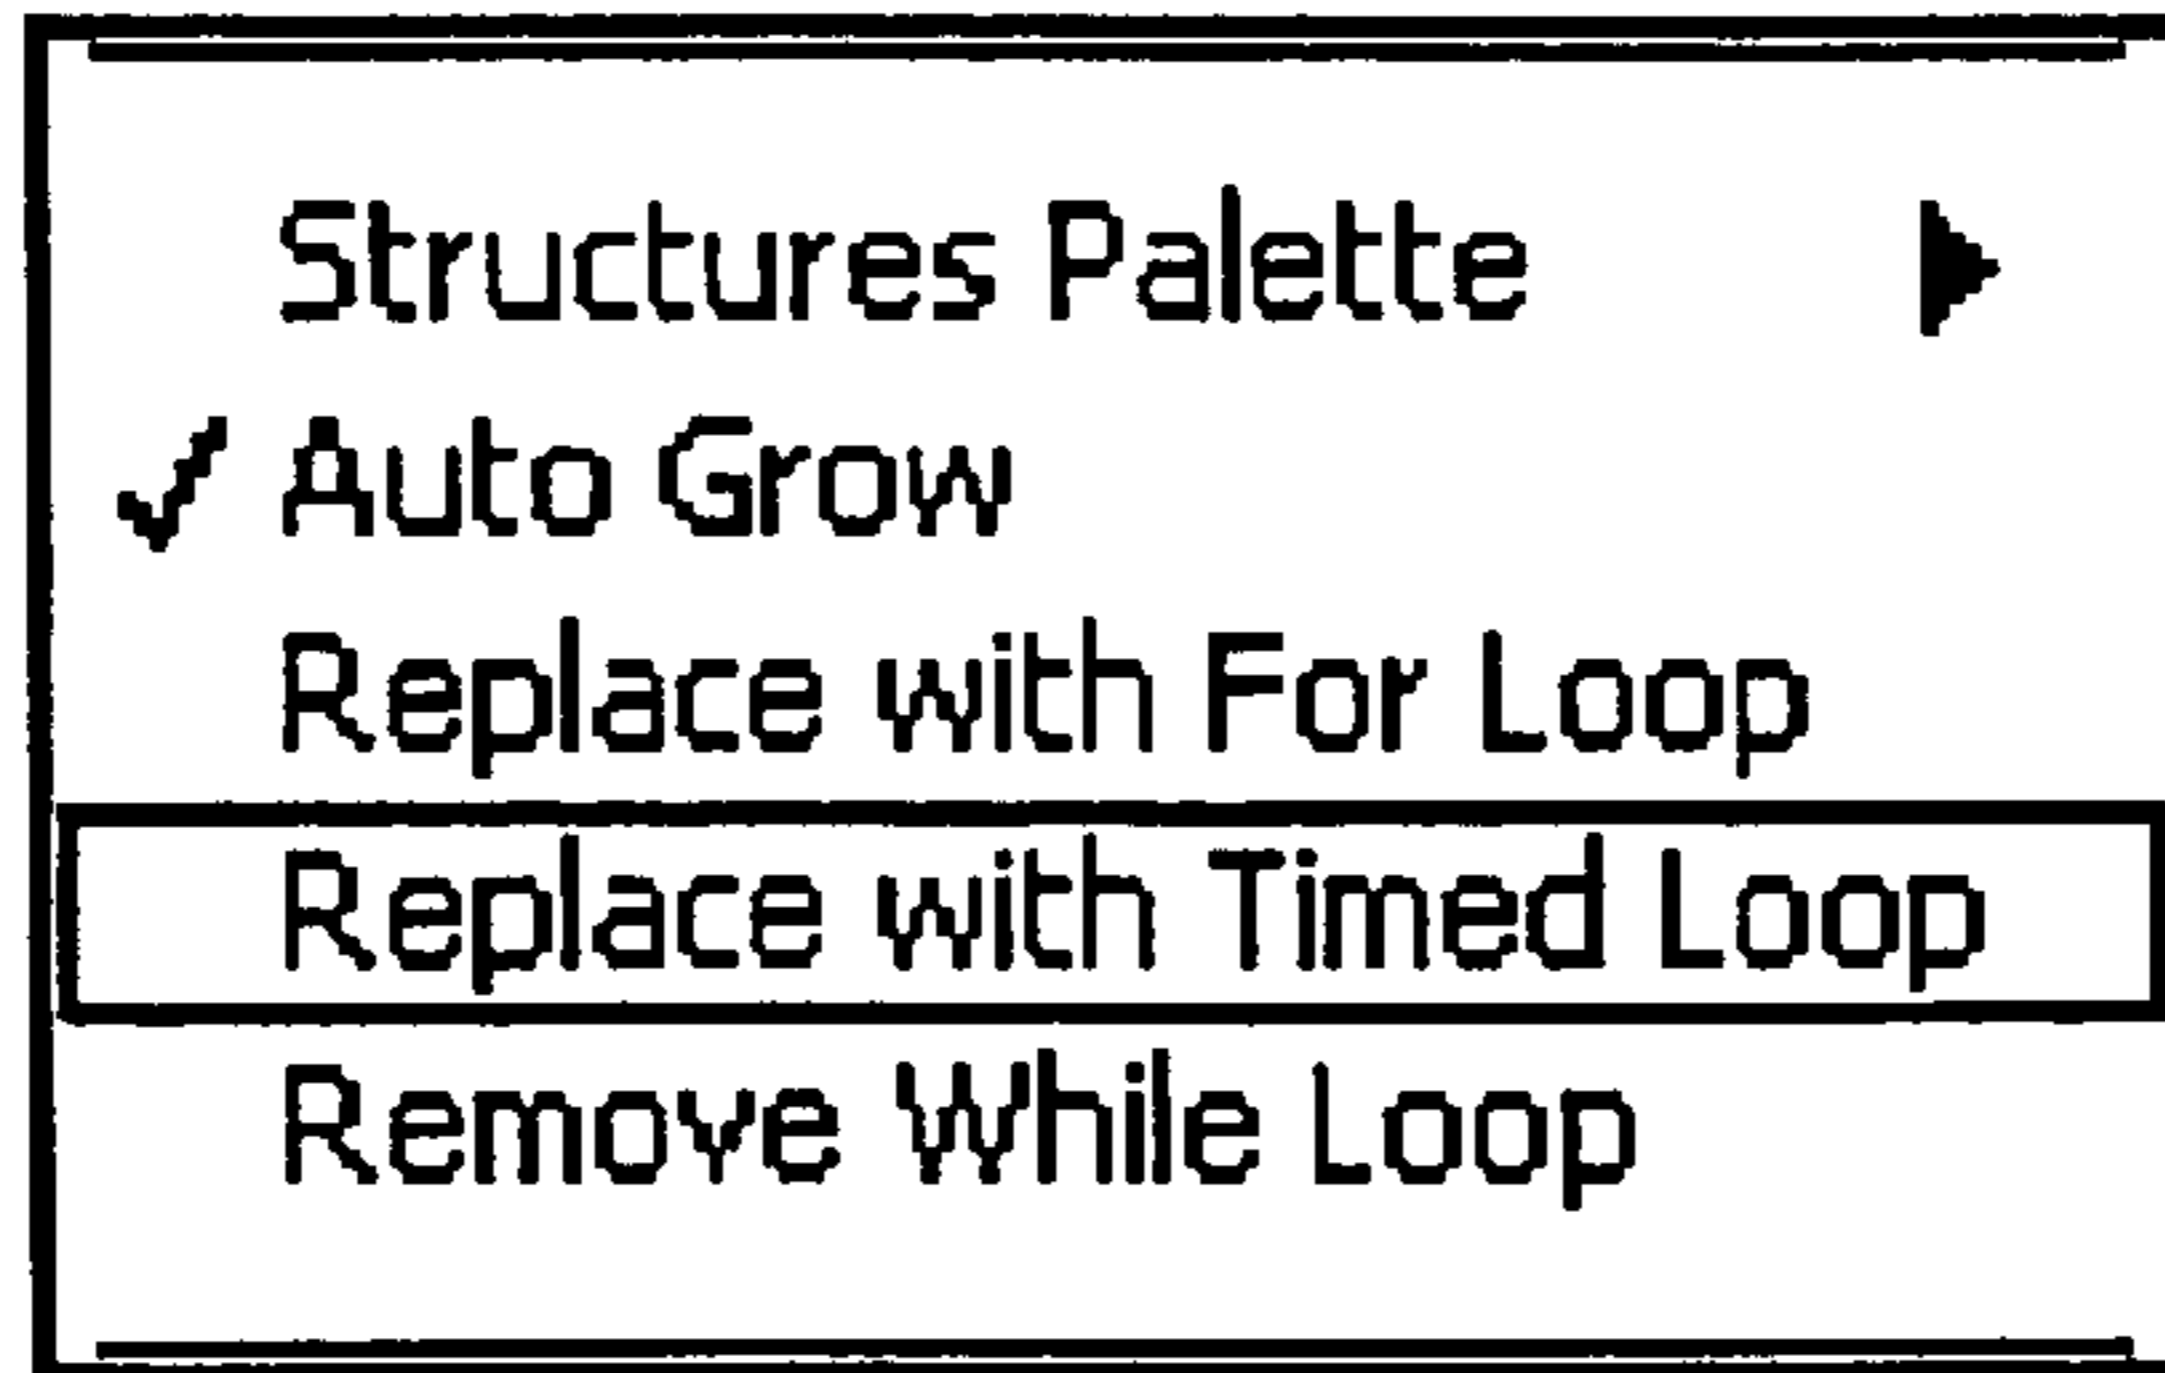 Structures Palette
Auto Grow
Replace with For Loop
Replace with Timed Loop
Remove While Loop